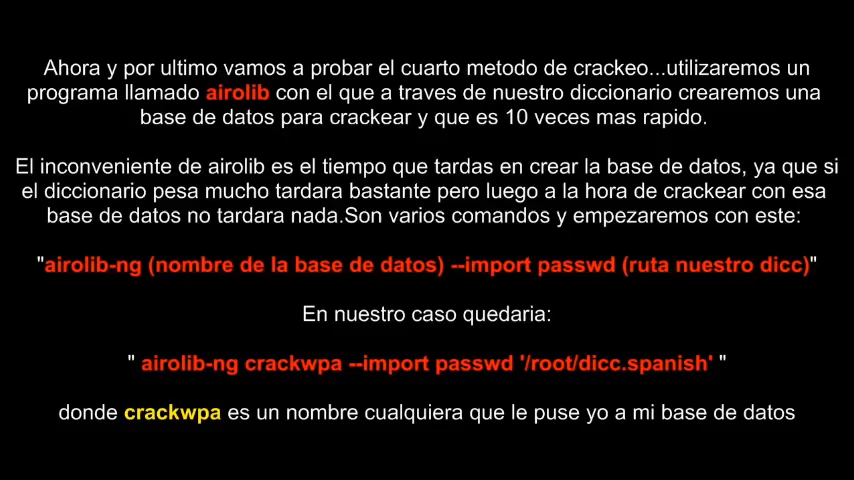 Ahora y por ultimo vamos a probar el cuarto metodo de crackeo...utilizaremos un
programa llamado airolib con el que a traves de nuestro diccionario crearemos una
base de datos para crackear y que es 10 veces mas rapido.
El inconveniente de airolib es el tiempo que tardas en crear la base de datos, ya que si
el diccionario pesa mucho tardara bastante pero luego a la hora de crackear con esa
base de datos no tardara nada.Son varios comandos y empezaremos con este:
"airolib-ng (nombre de la base de datos) --import passwd (ruta nuestro dicc)"
En nuestro caso quedaria:
" airolib-ng crackwpa --import passwd '/root/dicc.spanish' "
donde crackwpa es un nombre cualquiera que le puse yo a mi base de datos